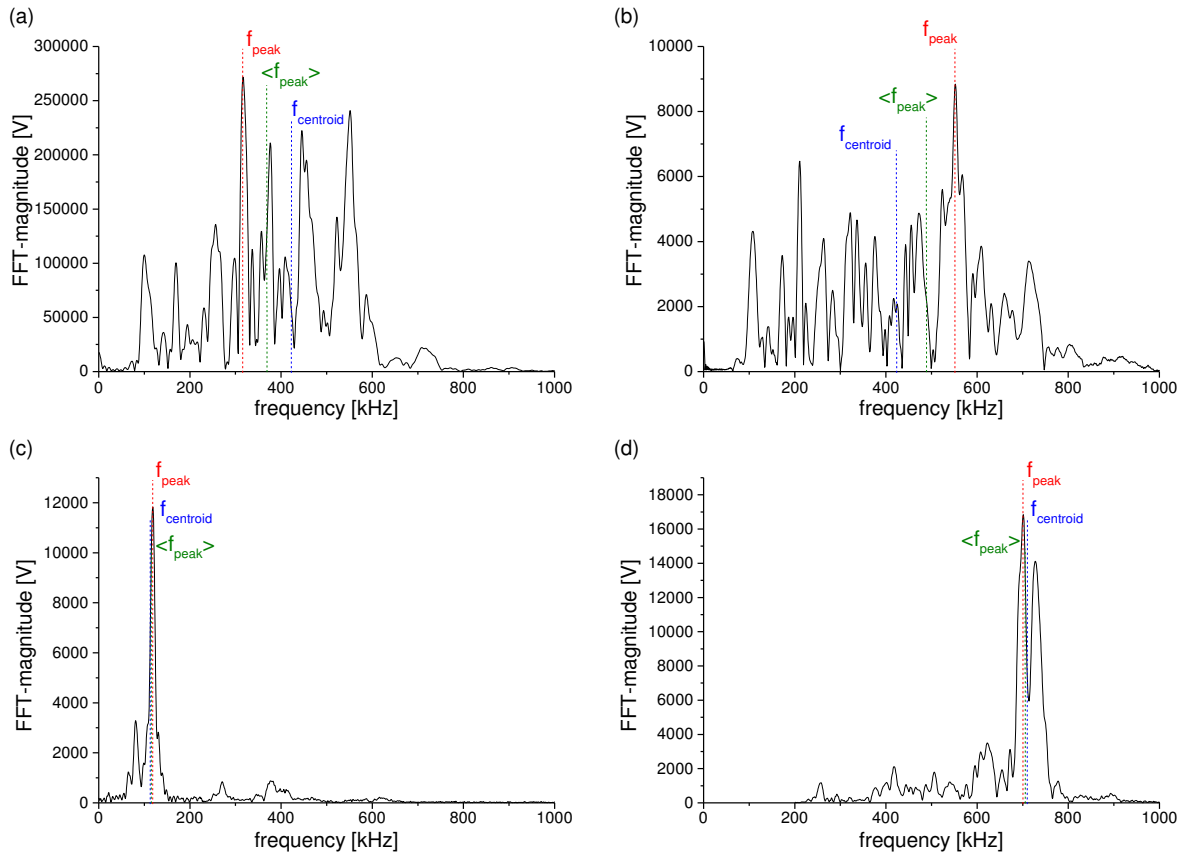 (a)
FFT-magnitude [V]
300000
250000
200000
150000
100000
50000
0
f_peak
<f_peak>
f_centroid
0 200 400 600 800 1000
frequency [kHz]
(b)
FFT-magnitude [V]
10000
8000
6000
4000
2000
0
f_peak
<f_peak>
f_centroid
0 200 400 600 800 1000
frequency [kHz]
(c)
FFT-magnitude [V]
12000
10000
8000
6000
4000
2000
0
f_peak
f_centroid
<f_peak>
0 200 400 600 800 1000
frequency [kHz]
(d)
FFT-magnitude [V]
18000
16000
14000
12000
10000
8000
6000
4000
2000
0
f_peak
f_centroid
<f_peak>
0 200 400 600 800 1000
frequency [kHz]